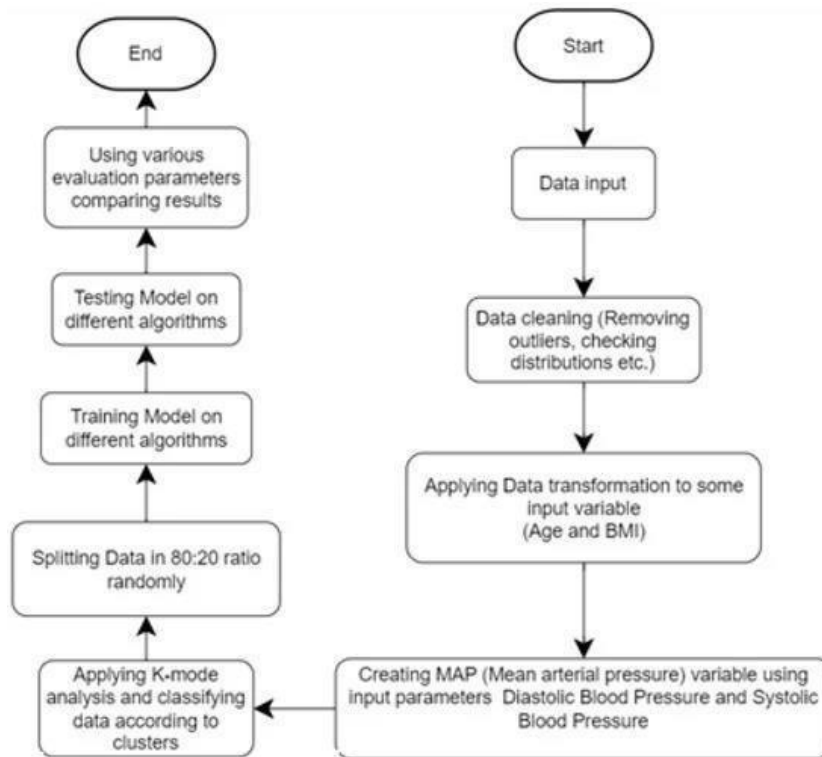 Start
Data input
Data cleaning (Removing
outliers, checking
distributions etc.)
Applying Data transformation to some
input variable
(Age and BMI)
Creating MAP (Mean arterial pressure) variable using
input parameters Diastolic Blood Pressure and Systolic
Blood Pressure
Applying K-mode
analysis and classifying
data according to
clusters
Splitting Data in 80:20 ratio
randomly
Training Model on
different algorithms
Testing Model on
different algorithms
Using various
evaluation parameters
comparing results
End